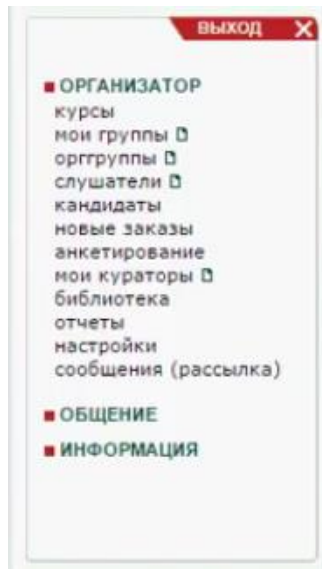 ВЫХОД
ОРГАНИЗАТОР
курсы
мои группы
орггруппы
слушатели
кандидаты
новые заказы
анкетирование
мои кураторы
библиотека
отчеты
настройки
сообщения (рассылка)
ОБЩЕНИЕ
ИНФОРМАЦИЯ